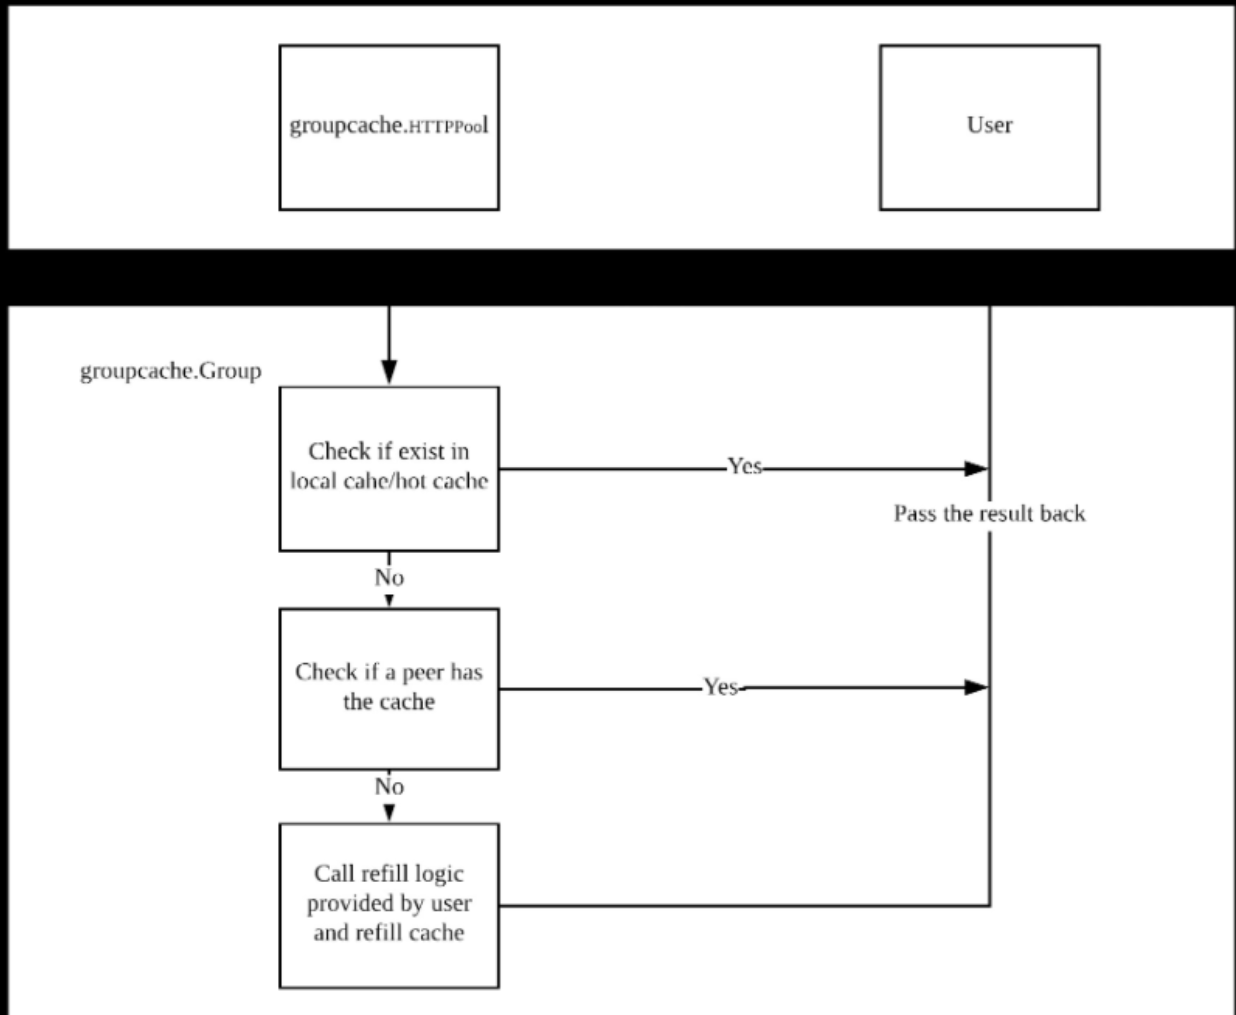 groupcache.HTTPPool
User
groupcache.Group
Check if exist in
local cahe/hot cache
Yes
Pass the result back
No
Check if a peer has
the cache
Yes
No
Call refill logic
provided by user
and refill cache